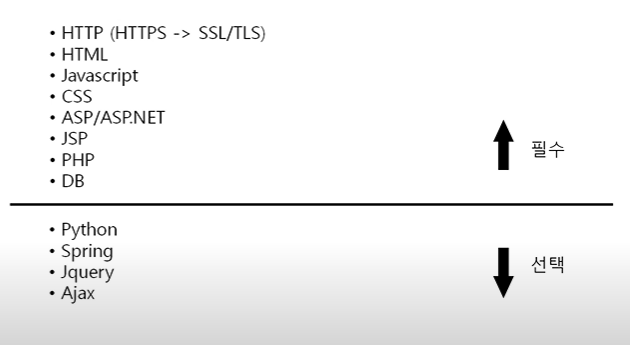 • HTTP (HTTPS -> SSL/TLS)
• HTML
• Javascript
• CSS
• ASP/ASP.NET
• JSP
• PHP
• DB
필수
• Python
• Spring
• Jquery
• Ajax
선택